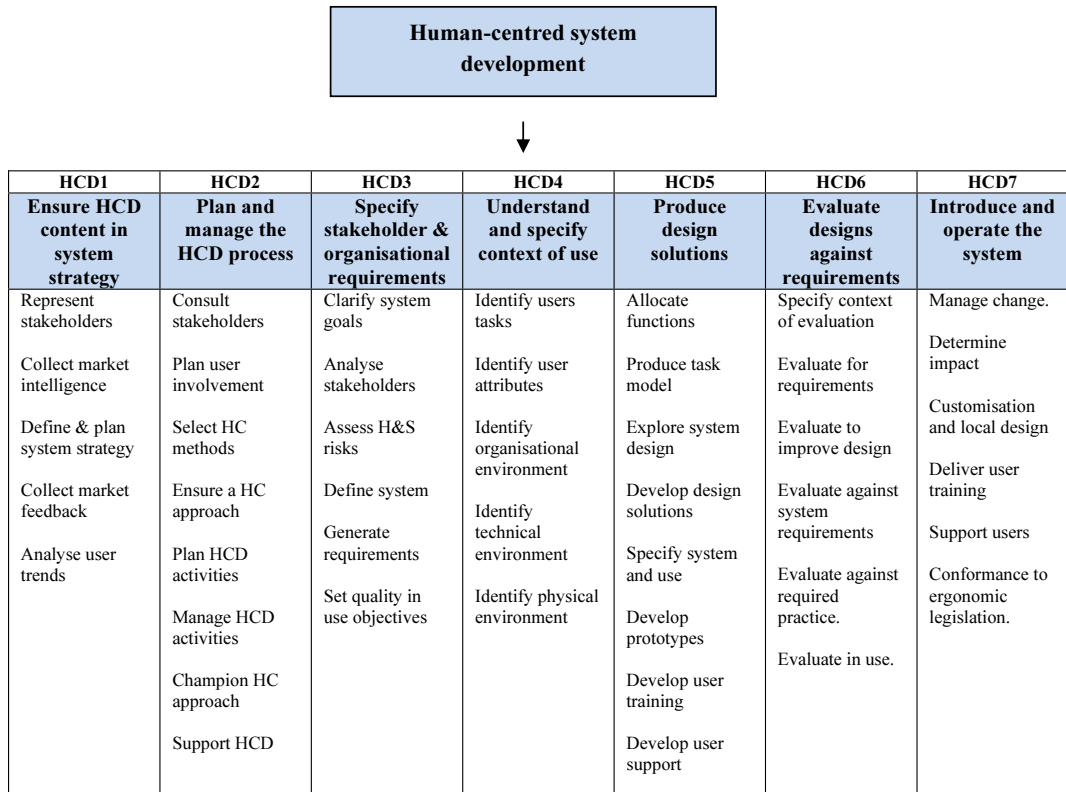 Human-centred system
development
HCD1
HCD2
HCD3
HCD4
HCD5
HCD6
HCD7
Ensure HCD
content in
system
strategy
Plan and
manage the
HCD process
Specify
stakeholder &
organisational
requirements
Understand
and specify
context of use
Produce
design
solutions
Evaluate
designs
against
requirements
Introduce and
operate the
system
Represent
stakeholders
Collect market
intelligence
Define & plan
system strategy
Collect market
feedback
Analyse user
trends
Consult
stakeholders
Plan user
involvement
Select HC
methods
Ensure a HC
approach
Plan HCD
activities
Manage HCD
activities
Champion HC
approach
Support HCD
Clarify system
goals
Analyse
stakeholders
Assess H&S
risks
Define system
Generate
requirements
Set quality in
use objectives
Identify users
tasks
Identify user
attributes
Identify
organisational
environment
Identify
technical
environment
Identify physical
environment
Allocate
functions
Produce task
model
Explore system
design
Develop design
solutions
Specify system
and use
Develop
prototypes
Develop user
training
Develop user
support
Specify context
of evaluation
Evaluate for
requirements
Evaluate to
improve design
Evaluate against
system
requirements
Evaluate against
required
practice.
Evaluate in use.
Manage change.
Determine
impact
Customisation
and local design
Deliver user
training
Support users
Conformance to
ergonomic
legislation.